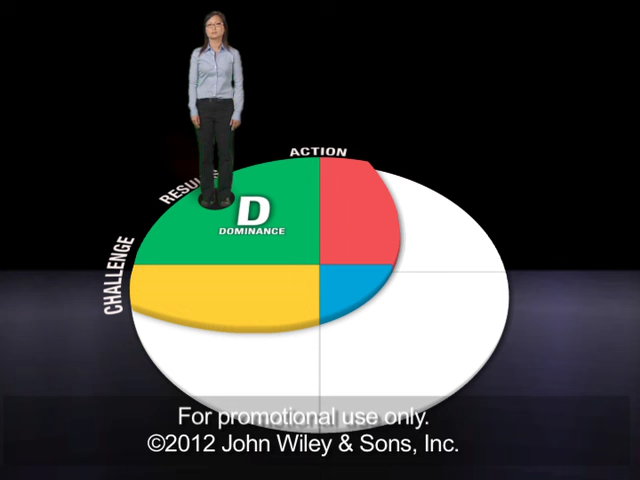 ACTION
CHALLENGE
D
DOMINANCE
For promotional use only.
©2012 John Wiley & Sons, Inc.